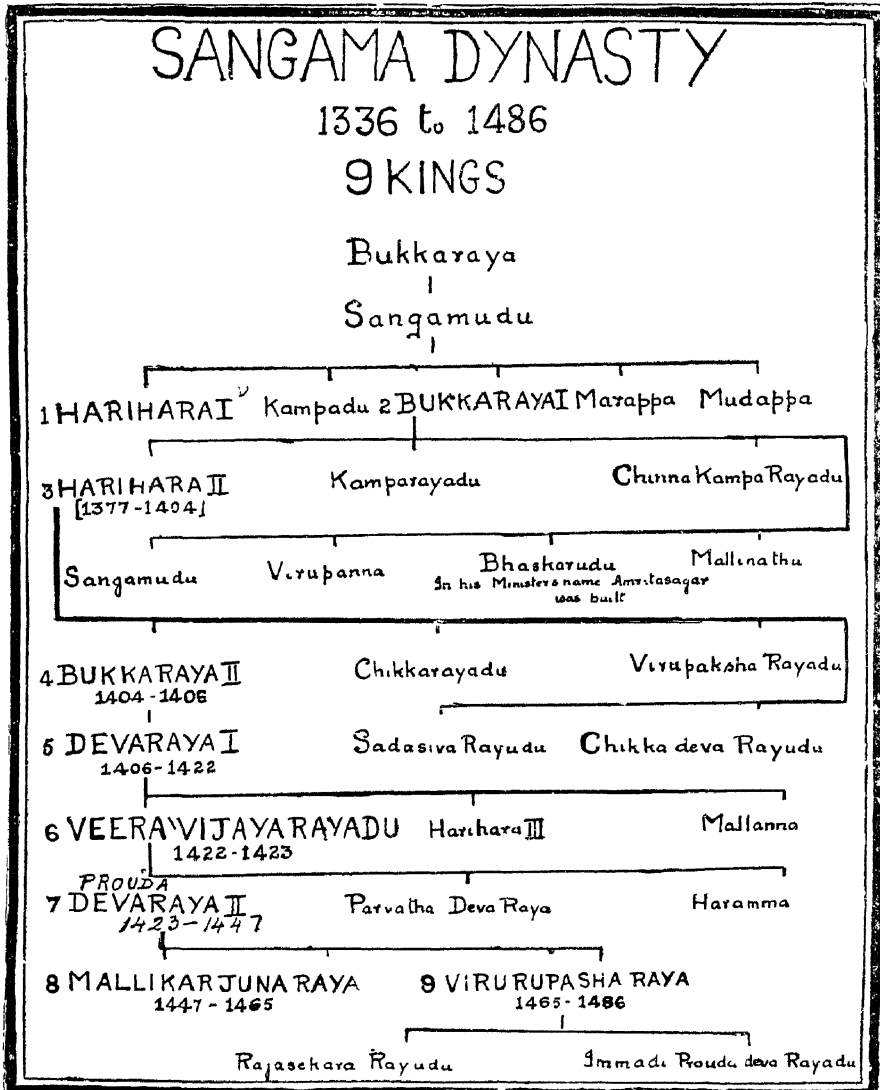 SANGAMA DYNASTY
1336 to 1486
9 KINGS
Bukkaraya
Sangamudu
1 HARIHARA I Kampadu 2 BUKKARAYA I Marappa Mudappa
3 HARIHARA II Kamparayadu Chinna Kampa Rayadu
[1377-1404]
Sangamudu Virupanna Bhaskarudu Mallinathu
In his Ministers name Amritasagar
was built
4 BUKKARAYA II Chikkarayadu Virupaksha Rayadu
1404-1406
5 DEVARAYA I Sadasiva Rayudu Chikka deva Rayudu
1406-1422
6 VEERA VIJAYARAYADU Harihara III Mallanna
1422-1423
PROUDA
7 DEVARAYA II Parvatha Deva Raya Haramma
1423-1447
8 MALLIKARJUNA RAYA 9 VIRURUPASHA RAYA
1447-1465 1465-1486
Rajasekara Rayudu Immadi Proudu deva Rayadu